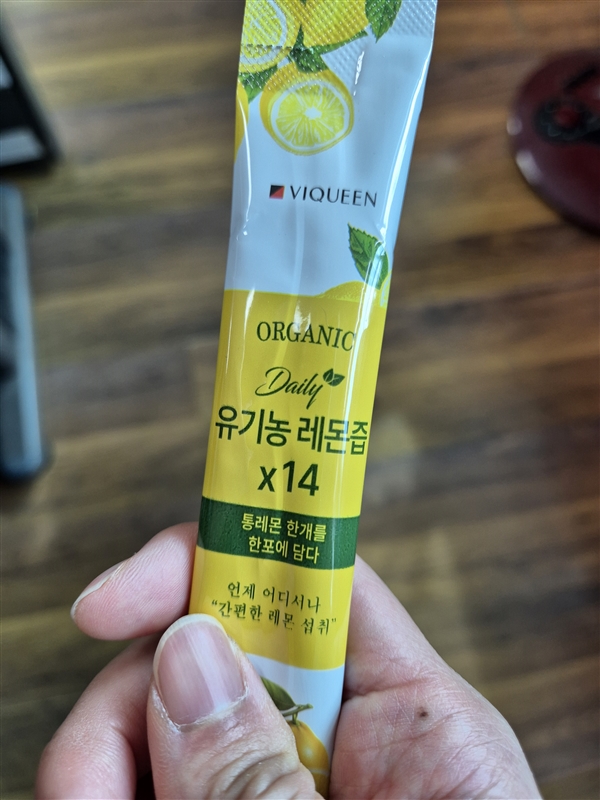 VIQUEEN
ORGANIC
Daily
유기농 레몬즙
x14
통레몬 한개를
한포에 담다
언제 어디서나
"간편한 레몬 섭취"